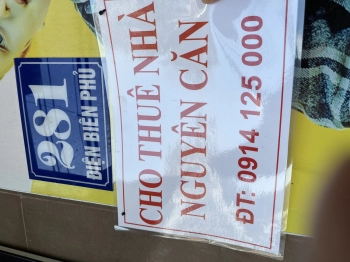 281
ĐIỆN BIÊN PHỦ
CHO THUÊ NHÀ
NGUYÊN CĂN
ĐT: 0914 125 000